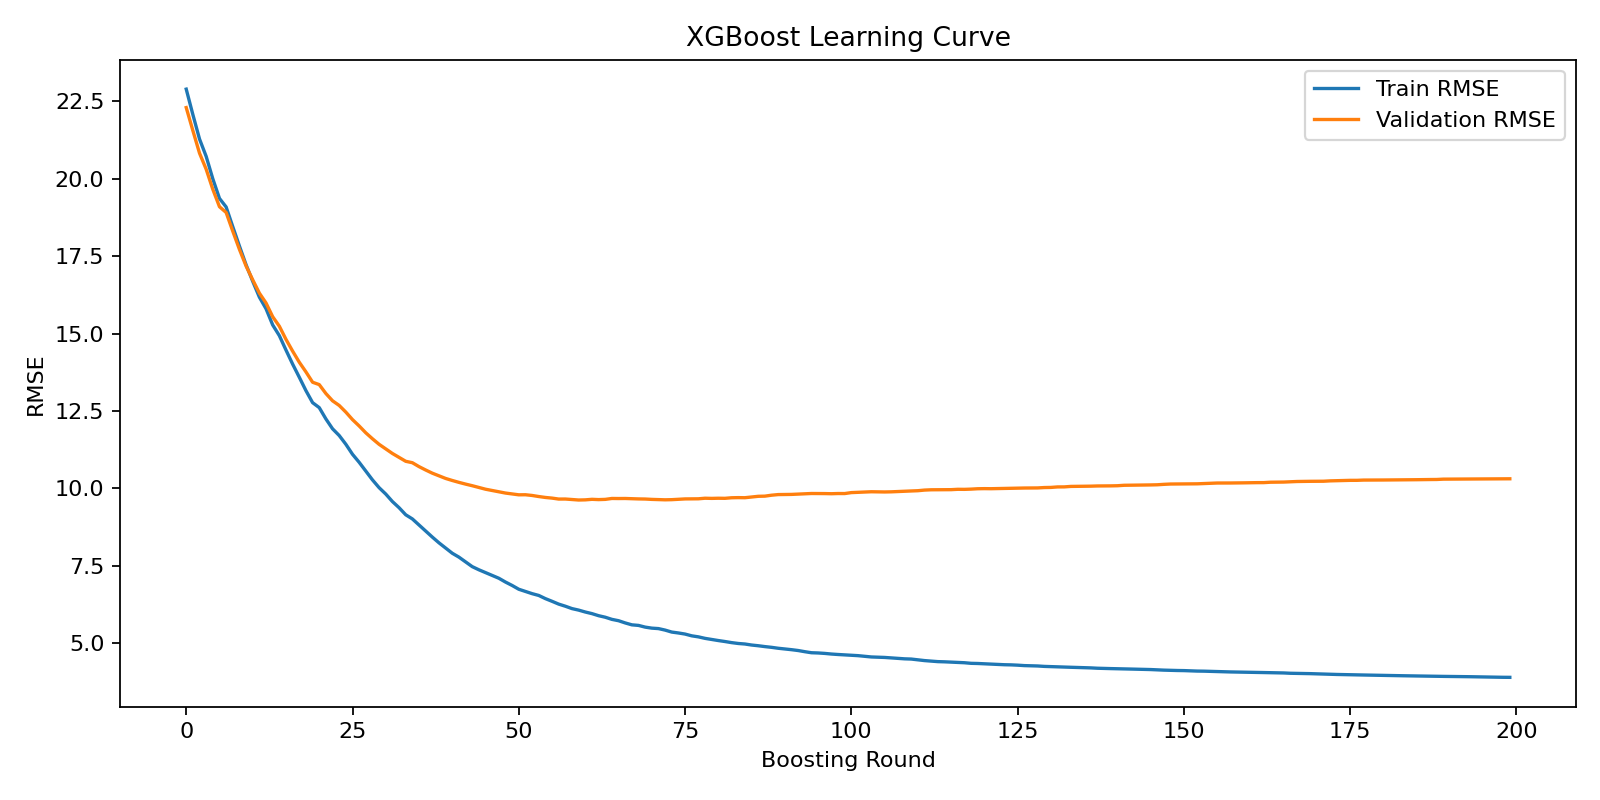 XGBoost Learning Curve
Train RMSE
Validation RMSE
RMSE
22.5
20.0
17.5
15.0
12.5
10.0
7.5
5.0
0 25 50 75 100 125 150 175 200
Boosting Round